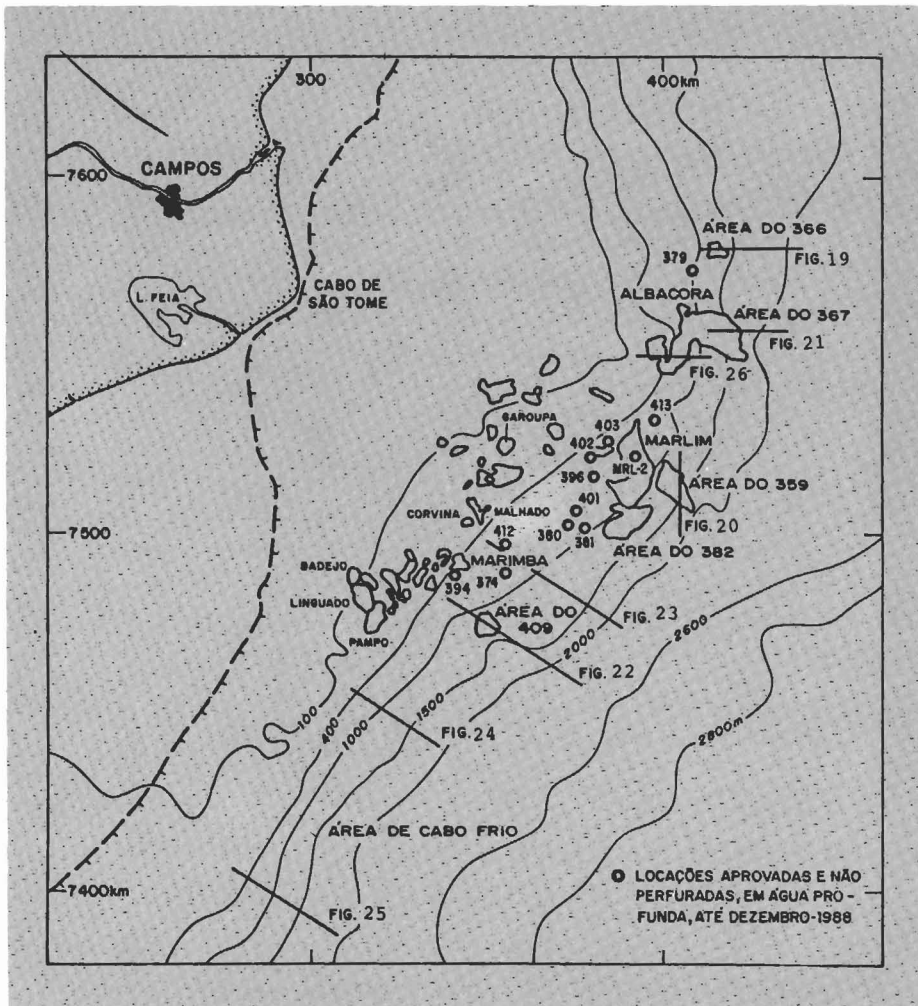 300
400km
7600
CAMPOS
ÁREA DO 366
379
FIG. 19
CABO DE
SÃO TOME
L. FEIA
ALBACORA
ÁREA DO 367
FIG. 21
FIG. 26
GAROUPA
403
413
402
MARLIM
MRL-2
396
ÁREA DO 359
401
CORVINA
MALHADO
FIG. 20
7500
412
380
381
ÁREA DO 382
MARIMBA
BADEJO
394
374
LINGUADO
ÁREA DO
409
FIG. 23
PAMPO
2000
2600
FIG. 22
100
400
1000
1500
FIG. 24
2800m
ÁREA DE CABO FRIO
LOCAÇÕES APROVADAS E NÃO
PERFURADAS, EM ÁGUA PRO-
FUNDA, ATÉ DEZEMBRO-1988
7400km
FIG. 25